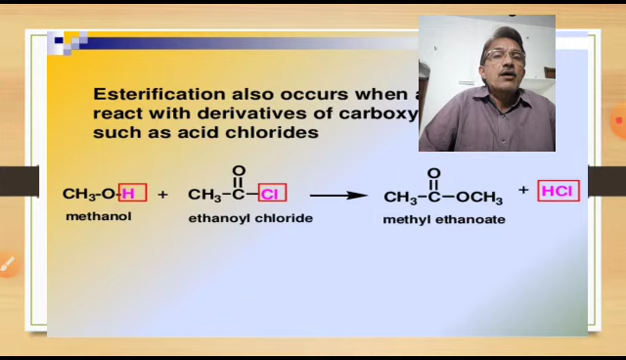 Esterification also occurs when
react with derivatives of carboxy
such as acid chlorides
O
O
CH₃-O-H + CH₃-C-Cl → CH₃-C-OCH₃ + HCl
methanol ethanoyl chloride methyl ethanoate